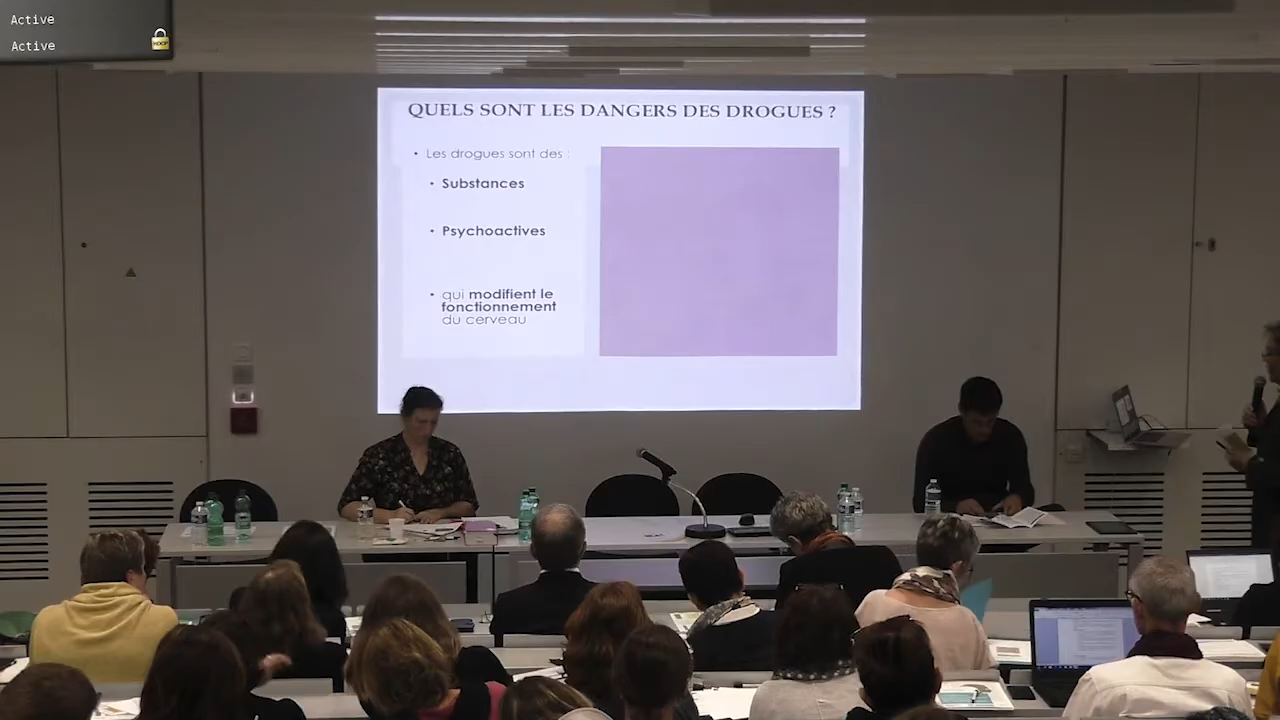 Active
Active
HDCP
QUELS SONT LES DANGERS DES DROGUES ?
• Les drogues sont des :
• Substances
• Psychoactives
• qui modifient le
fonctionnement
du cerveau